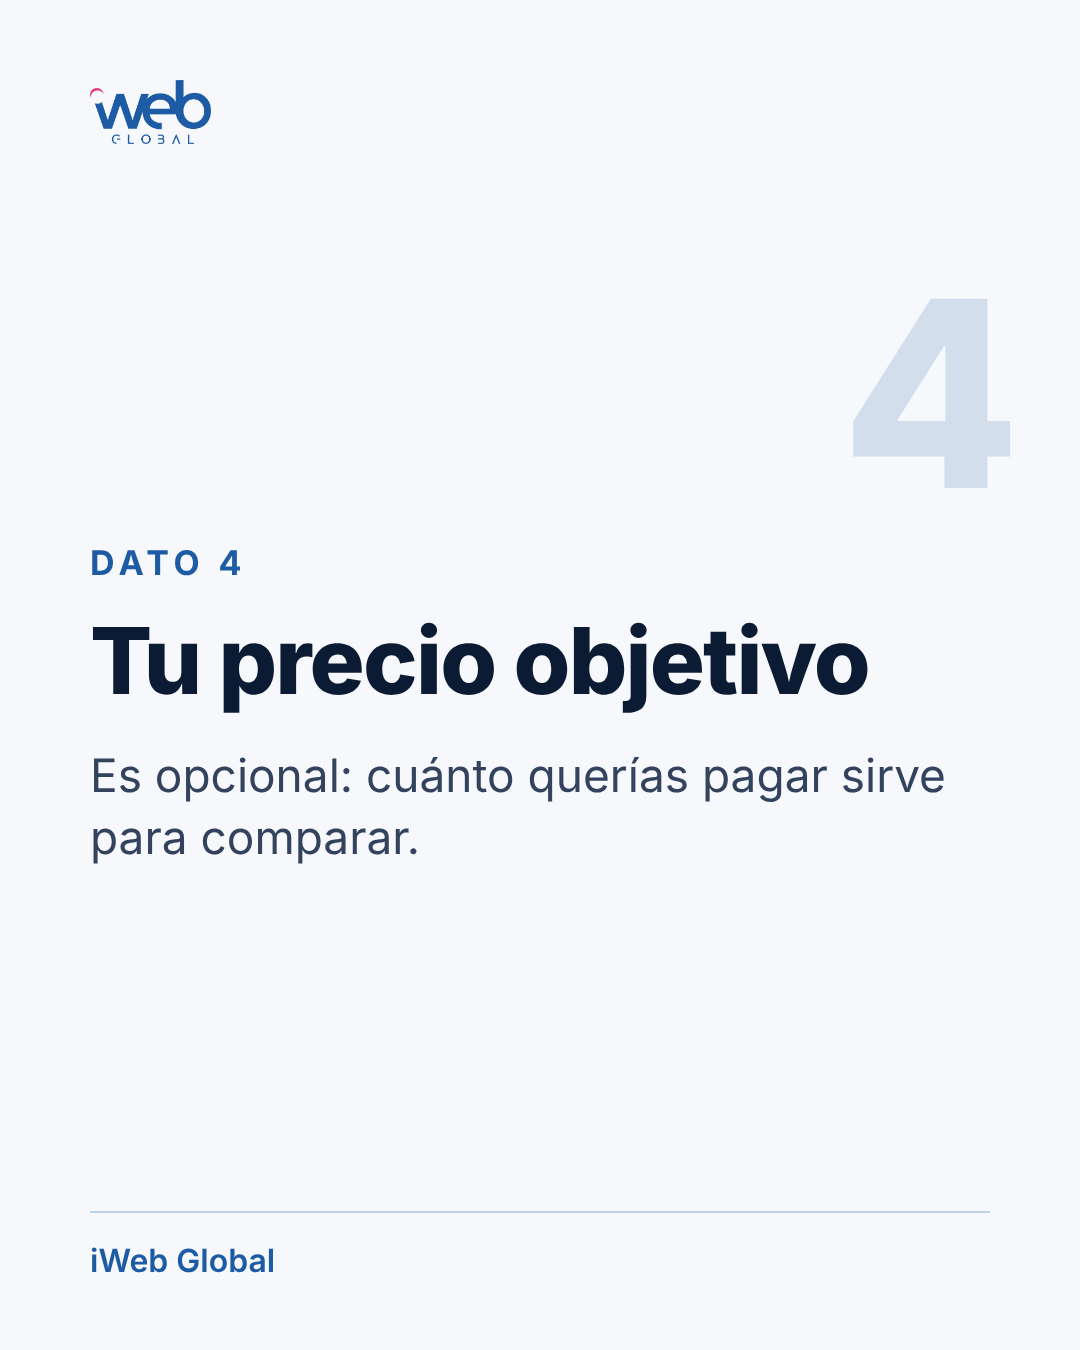 iweb
GLOBAL
4
DATO 4
Tu precio objetivo
Es opcional: cuánto querías pagar sirve
para comparar.
iWeb Global